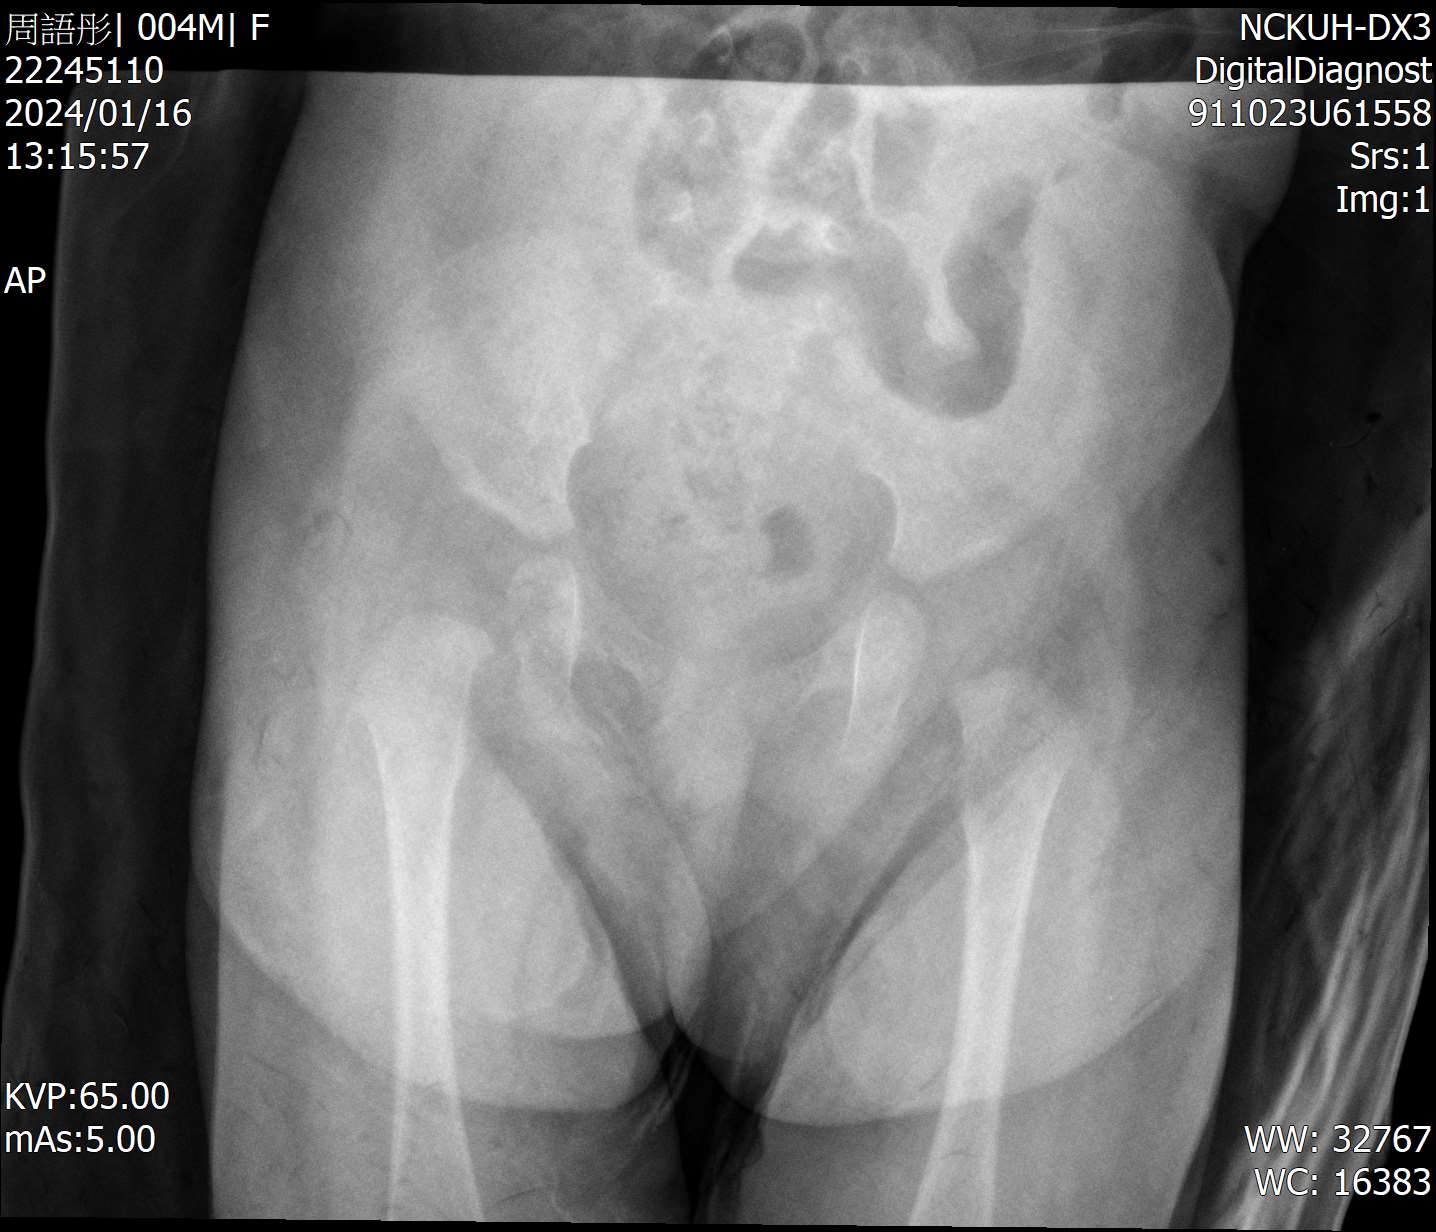 周語彤| 004M| F
22245110
2024/01/16
13:15:57
AP
NCKUH-DX3
DigitalDiagnost
911023U61558
Srs:1
Img:1
KVP:65.00
mAs:5.00
WW: 32767
WC: 16383